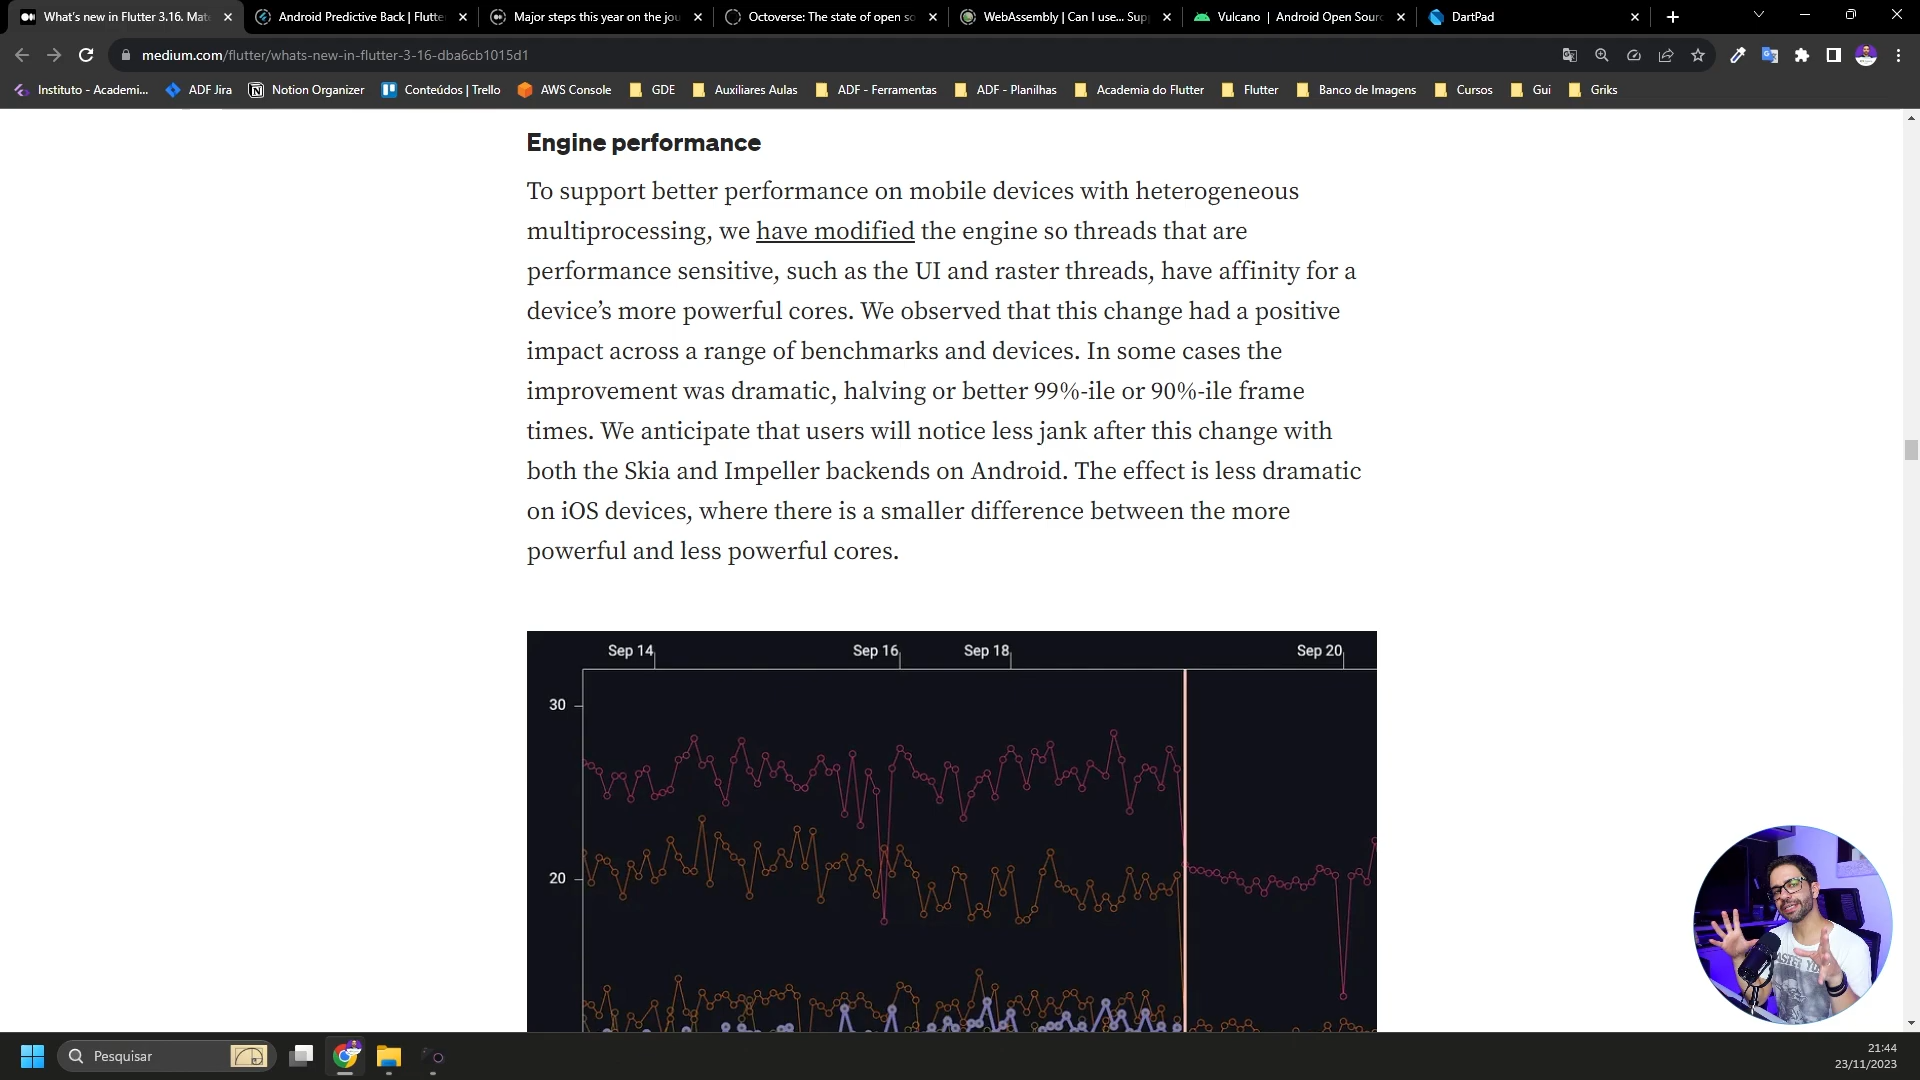 What's new in Flutter 3.16. Mat
Android Predictive Back | Flutte
Major steps this year on the jou
Octoverse: The state of open so
WebAssembly | Can I use... Sup
Vulcano | Android Open Sourc
DartPad
medium.com/flutter/whats-new-in-flutter-3-16-dba6cb1015d1
Instituto - Academi...
ADF Jira
Notion Organizer
Conteúdos | Trello
AWS Console
GDE
Auxiliares Aulas
ADF - Ferramentas
ADF - Planilhas
Academia do Flutter
Flutter
Banco de Imagens
Cursos
Gui
Griks
Engine performance
To support better performance on mobile devices with heterogeneous
multiprocessing, we have modified the engine so threads that are
performance sensitive, such as the UI and raster threads, have affinity for a
device’s more powerful cores. We observed that this change had a positive
impact across a range of benchmarks and devices. In some cases the
improvement was dramatic, halving or better 99%-ile or 90%-ile frame
times. We anticipate that users will notice less jank after this change with
both the Skia and Impeller backends on Android. The effect is less dramatic
on iOS devices, where there is a smaller difference between the more
powerful and less powerful cores.
Sep 14
Sep 16
Sep 18
Sep 20
30
20
Pesquisar
21:44
23/11/2023